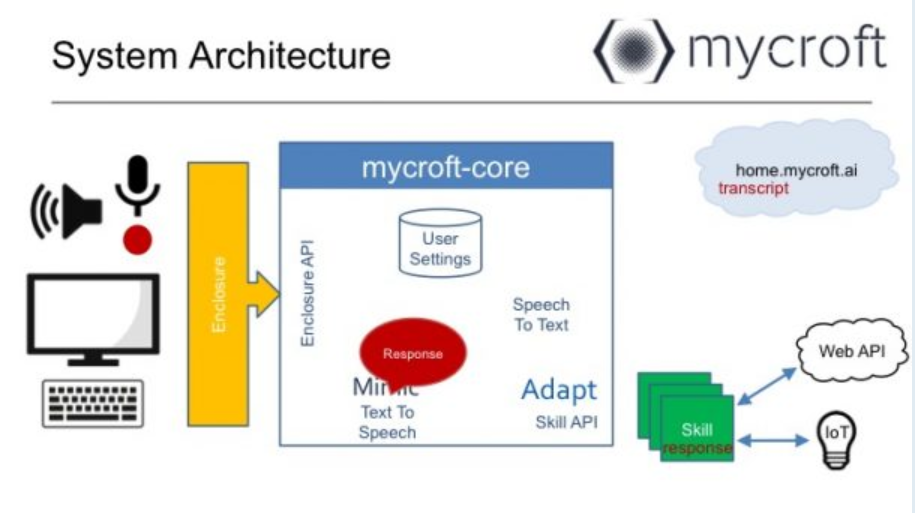 System Architecture
mycroft
mycroft-core
home.mycroft.ai
transcript
User
Settings
Enclosure
Enclosure API
Speech
To Text
Response
Mimic
Text To
Speech
Adapt
Skill API
Skill
response
Web API
IoT